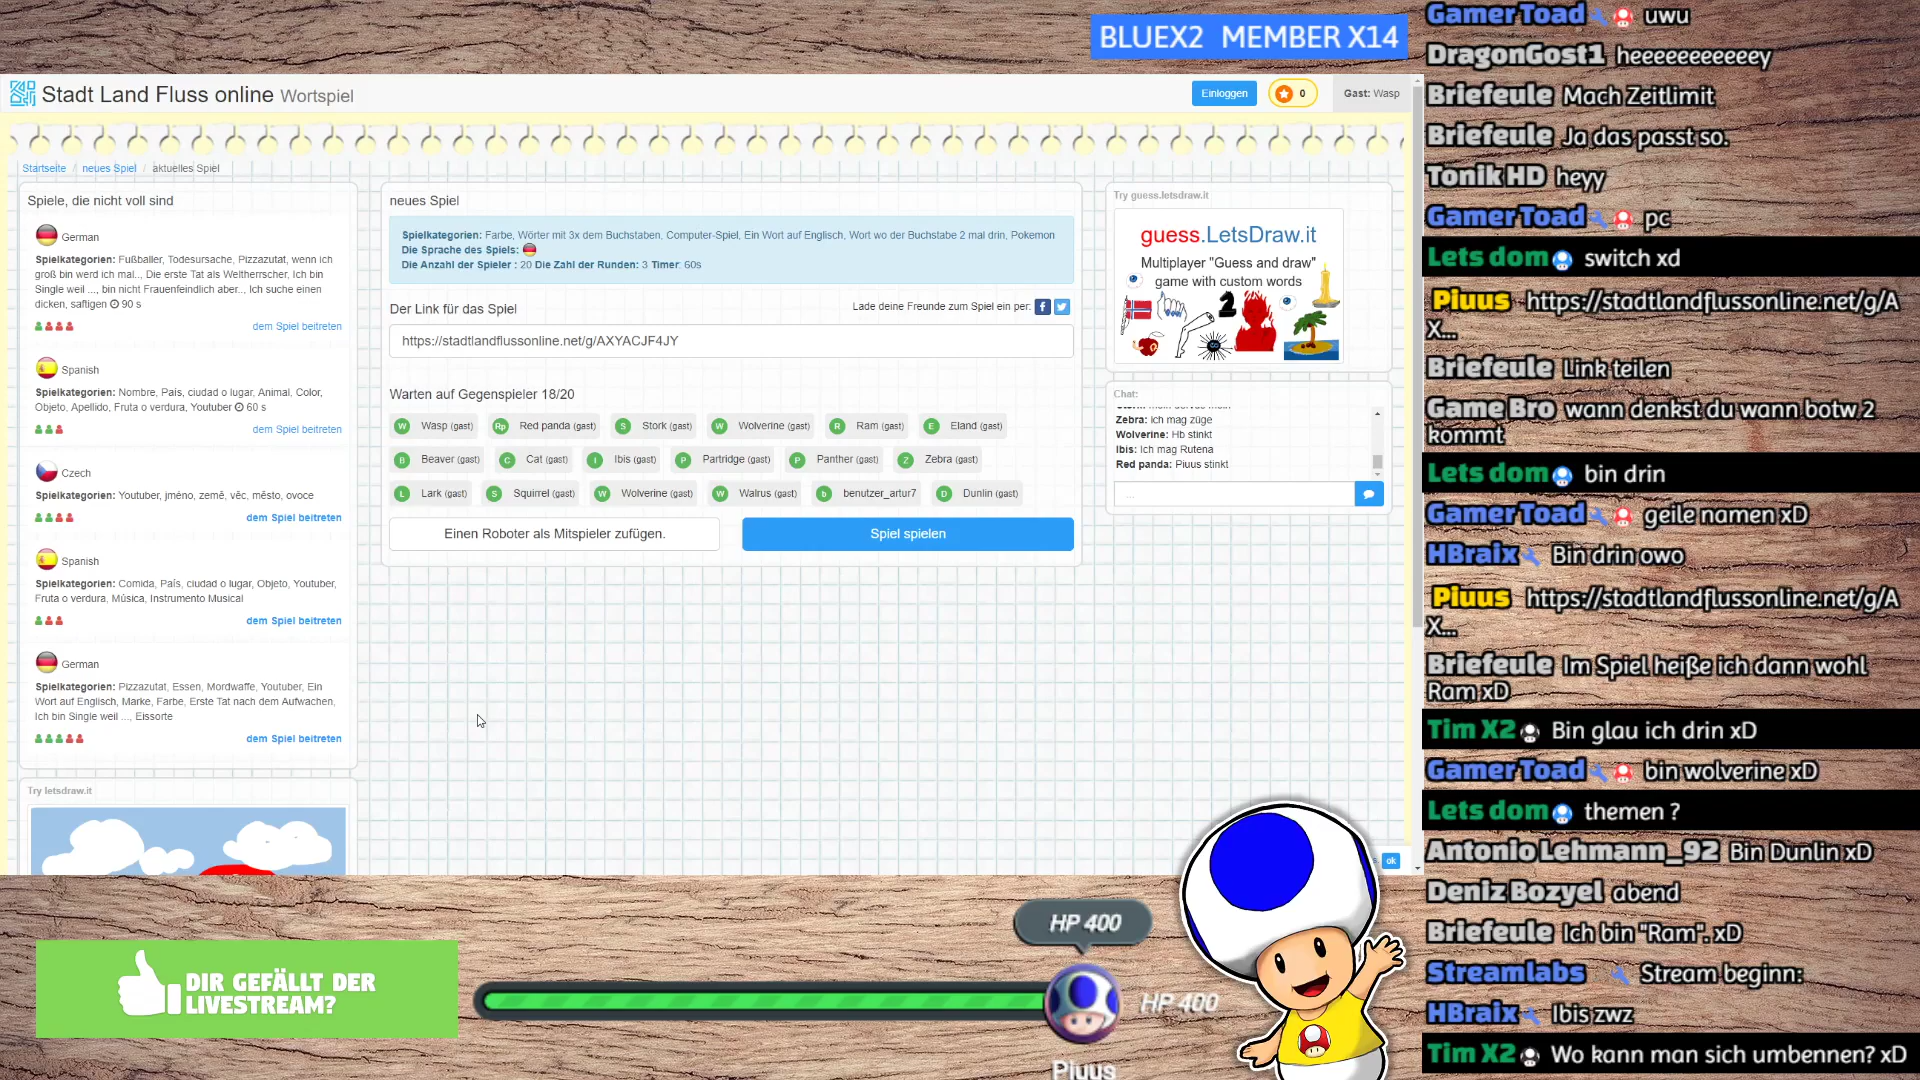 BLUEX2 MEMBER X14
Stadt Land Fluss online Wortspiel
Einloggen
0
Gast: Wasp
Startseite / neues Spiel / aktuelles Spiel
Spiele, die nicht voll sind
German
Spielkategorien: Fußballer, Todesursache, Pizzazutat, wenn ich
groß bin werd ich mal... Die erste Tat als Weltherrscher, Ich bin
Single weil ..., bin nicht Frauenfeindlich aber.., Ich suche einen
dicken, saftigen 90 s
dem Spiel beitreten
Spanish
Spielkategorien: Nombre, País, ciudad o lugar, Animal, Color,
Objeto, Apellido, Fruta o verdura, Youtuber 60 s
dem Spiel beitreten
Czech
Spielkategorien: Youtuber, jméno, země, věc, město, ovoce
dem Spiel beitreten
Spanish
Spielkategorien: Comida, País, ciudad o lugar, Objeto, Youtuber,
Fruta o verdura, Música, Instrumento Musical
dem Spiel beitreten
German
Spielkategorien: Pizzazutat, Essen, Mordwaffe, Youtuber, Ein
Wort auf Englisch, Marke, Farbe, Erste Tat nach dem Aufwachen,
Ich bin Single weil ..., Eissorte
dem Spiel beitreten
Try letsdraw.it
neues Spiel
Spielkategorien: Farbe, Wörter mit 3x dem Buchstaben, Computer-Spiel, Ein Wort auf Englisch, Wort wo der Buchstabe 2 mal drin, Pokemon
Die Sprache des Spiels:
Die Anzahl der Spieler : 20 Die Zahl der Runden: 3 Timer: 60s
Der Link für das Spiel
Lade deine Freunde zum Spiel ein per:
https://stadtlandflussonline.net/g/AXYACJF4JY
Warten auf Gegenspieler 18/20
W Wasp (gast) Rp Red panda (gast) S Stork (gast) W Wolverine (gast) R Ram (gast) E Eland (gast)
B Beaver (gast) C Cat (gast) I Ibis (gast) P Partridge (gast) P Panther (gast) Z Zebra (gast)
L Lark (gast) S Squirrel (gast) W Wolverine (gast) W Walrus (gast) b benutzer_artur7 D Dunlin (gast)
Einen Roboter als Mitspieler zufügen.
Spiel spielen
Try guess.letsdraw.it
guess.LetsDraw.it
Multiplayer "Guess and draw"
game with custom words
Chat:
Zebra: Ich mag züge
Wolverine: Hb stinkt
Ibis: Ich mag Rutena
Red panda: Piuus stinkt
...
ok
GamerToad uwu
DragonGost1 heeeeeeeeeeey
Briefeule Mach Zeitlimit
Briefeule Ja das passt so.
Tonik HD heyy
GamerToad pc
Lets dom switch xd
Piuus https://stadtlandflussonline.net/g/A
X...
Briefeule Link teilen
Game Bro wann denkst du wann botw 2
kommt
Lets dom bin drin
GamerToad geile namen xD
HBraix Bin drin owo
Piuus https://stadtlandflussonline.net/g/A
X...
Briefeule Im Spiel heiße ich dann wohl
Ram xD
Tim X2 Bin glau ich drin xD
GamerToad bin wolverine xD
Lets dom themen ?
Antonio Lehmann_92 Bin Dunlin xD
Deniz Bozyel abend
Briefeule Ich bin "Ram". xD
Streamlabs Stream beginn:
HBraix Ibis zwz
Tim X2 Wo kann man sich umbennen? xD
DIR GEFÄLLT DER
LIVESTREAM?
HP 400
HP 400
Piuus